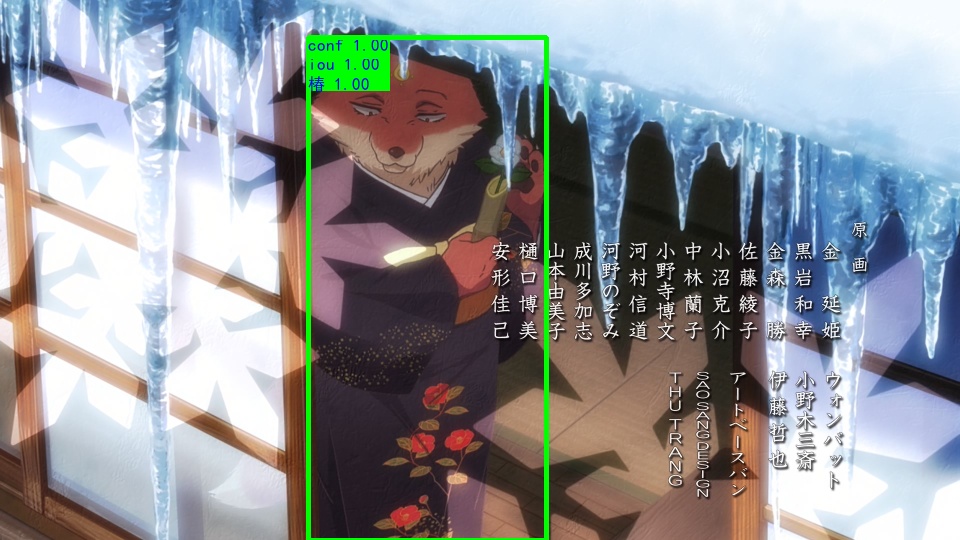 conf 1.00
iou 1.00
椿 1.00
原画
金延姫
黒岩和幸
金森勝
佐藤綾子
小沼克介
中林蘭子
小野寺博文
河村信道
河野のぞみ
成川多加志
山本由美子
樋口博美
安形佳己
ウォンバット
小野木三斎
伊藤哲也
アートベースバン
SAOSANGDESIGN
THU TRANG